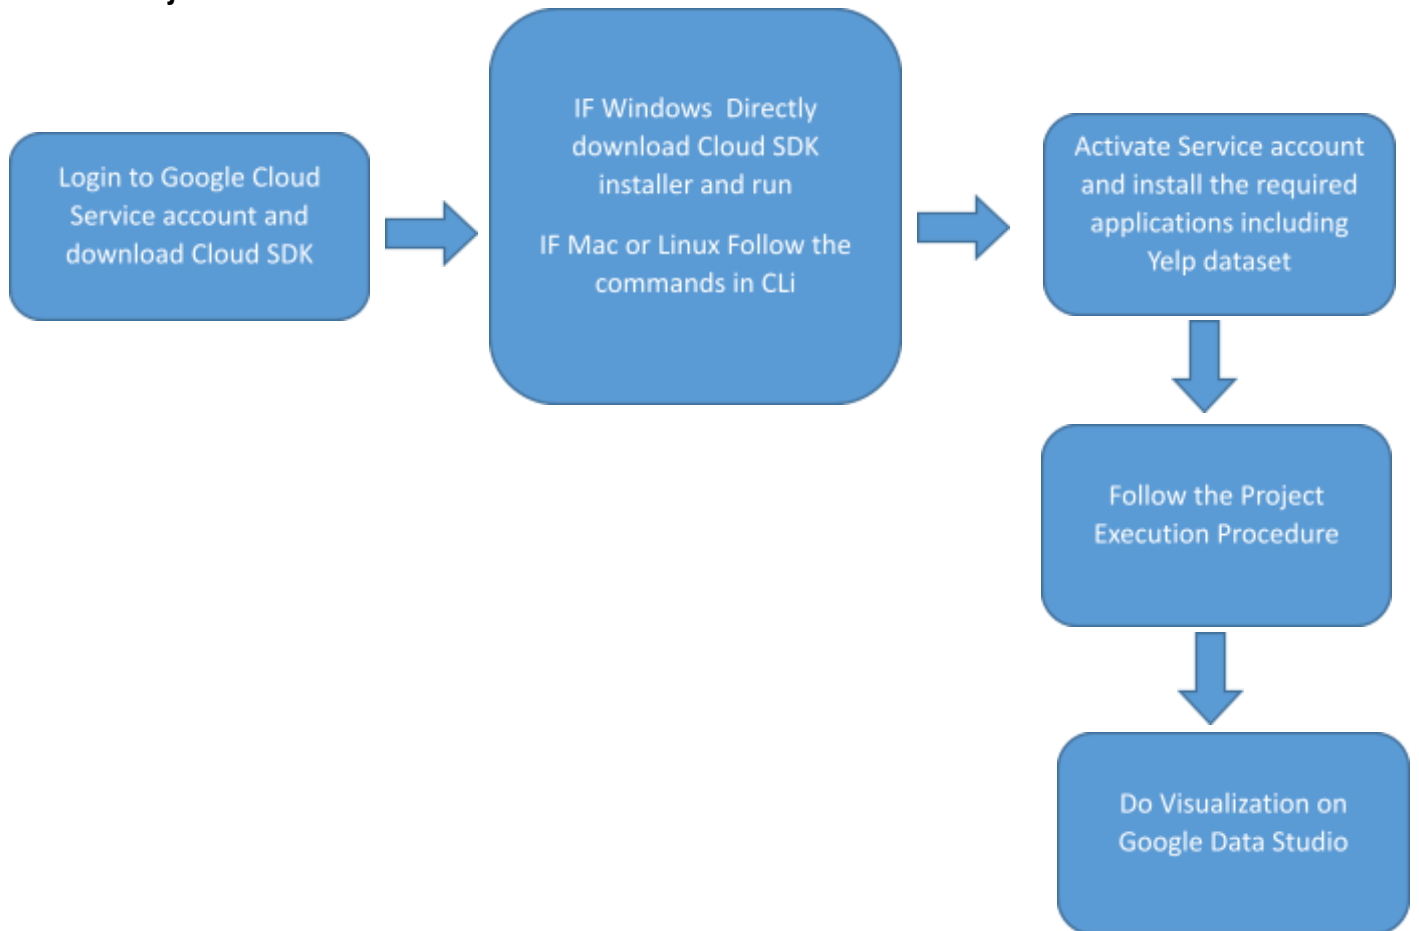 Login to Google Cloud
Service account and
download Cloud SDK
IF Windows  Directly
download Cloud SDK
installer and run
IF Mac or Linux Follow the
commands in CLi
Activate Service account
and install the required
applications including
Yelp dataset
Follow the Project
Execution Procedure
Do Visualization on
Google Data Studio